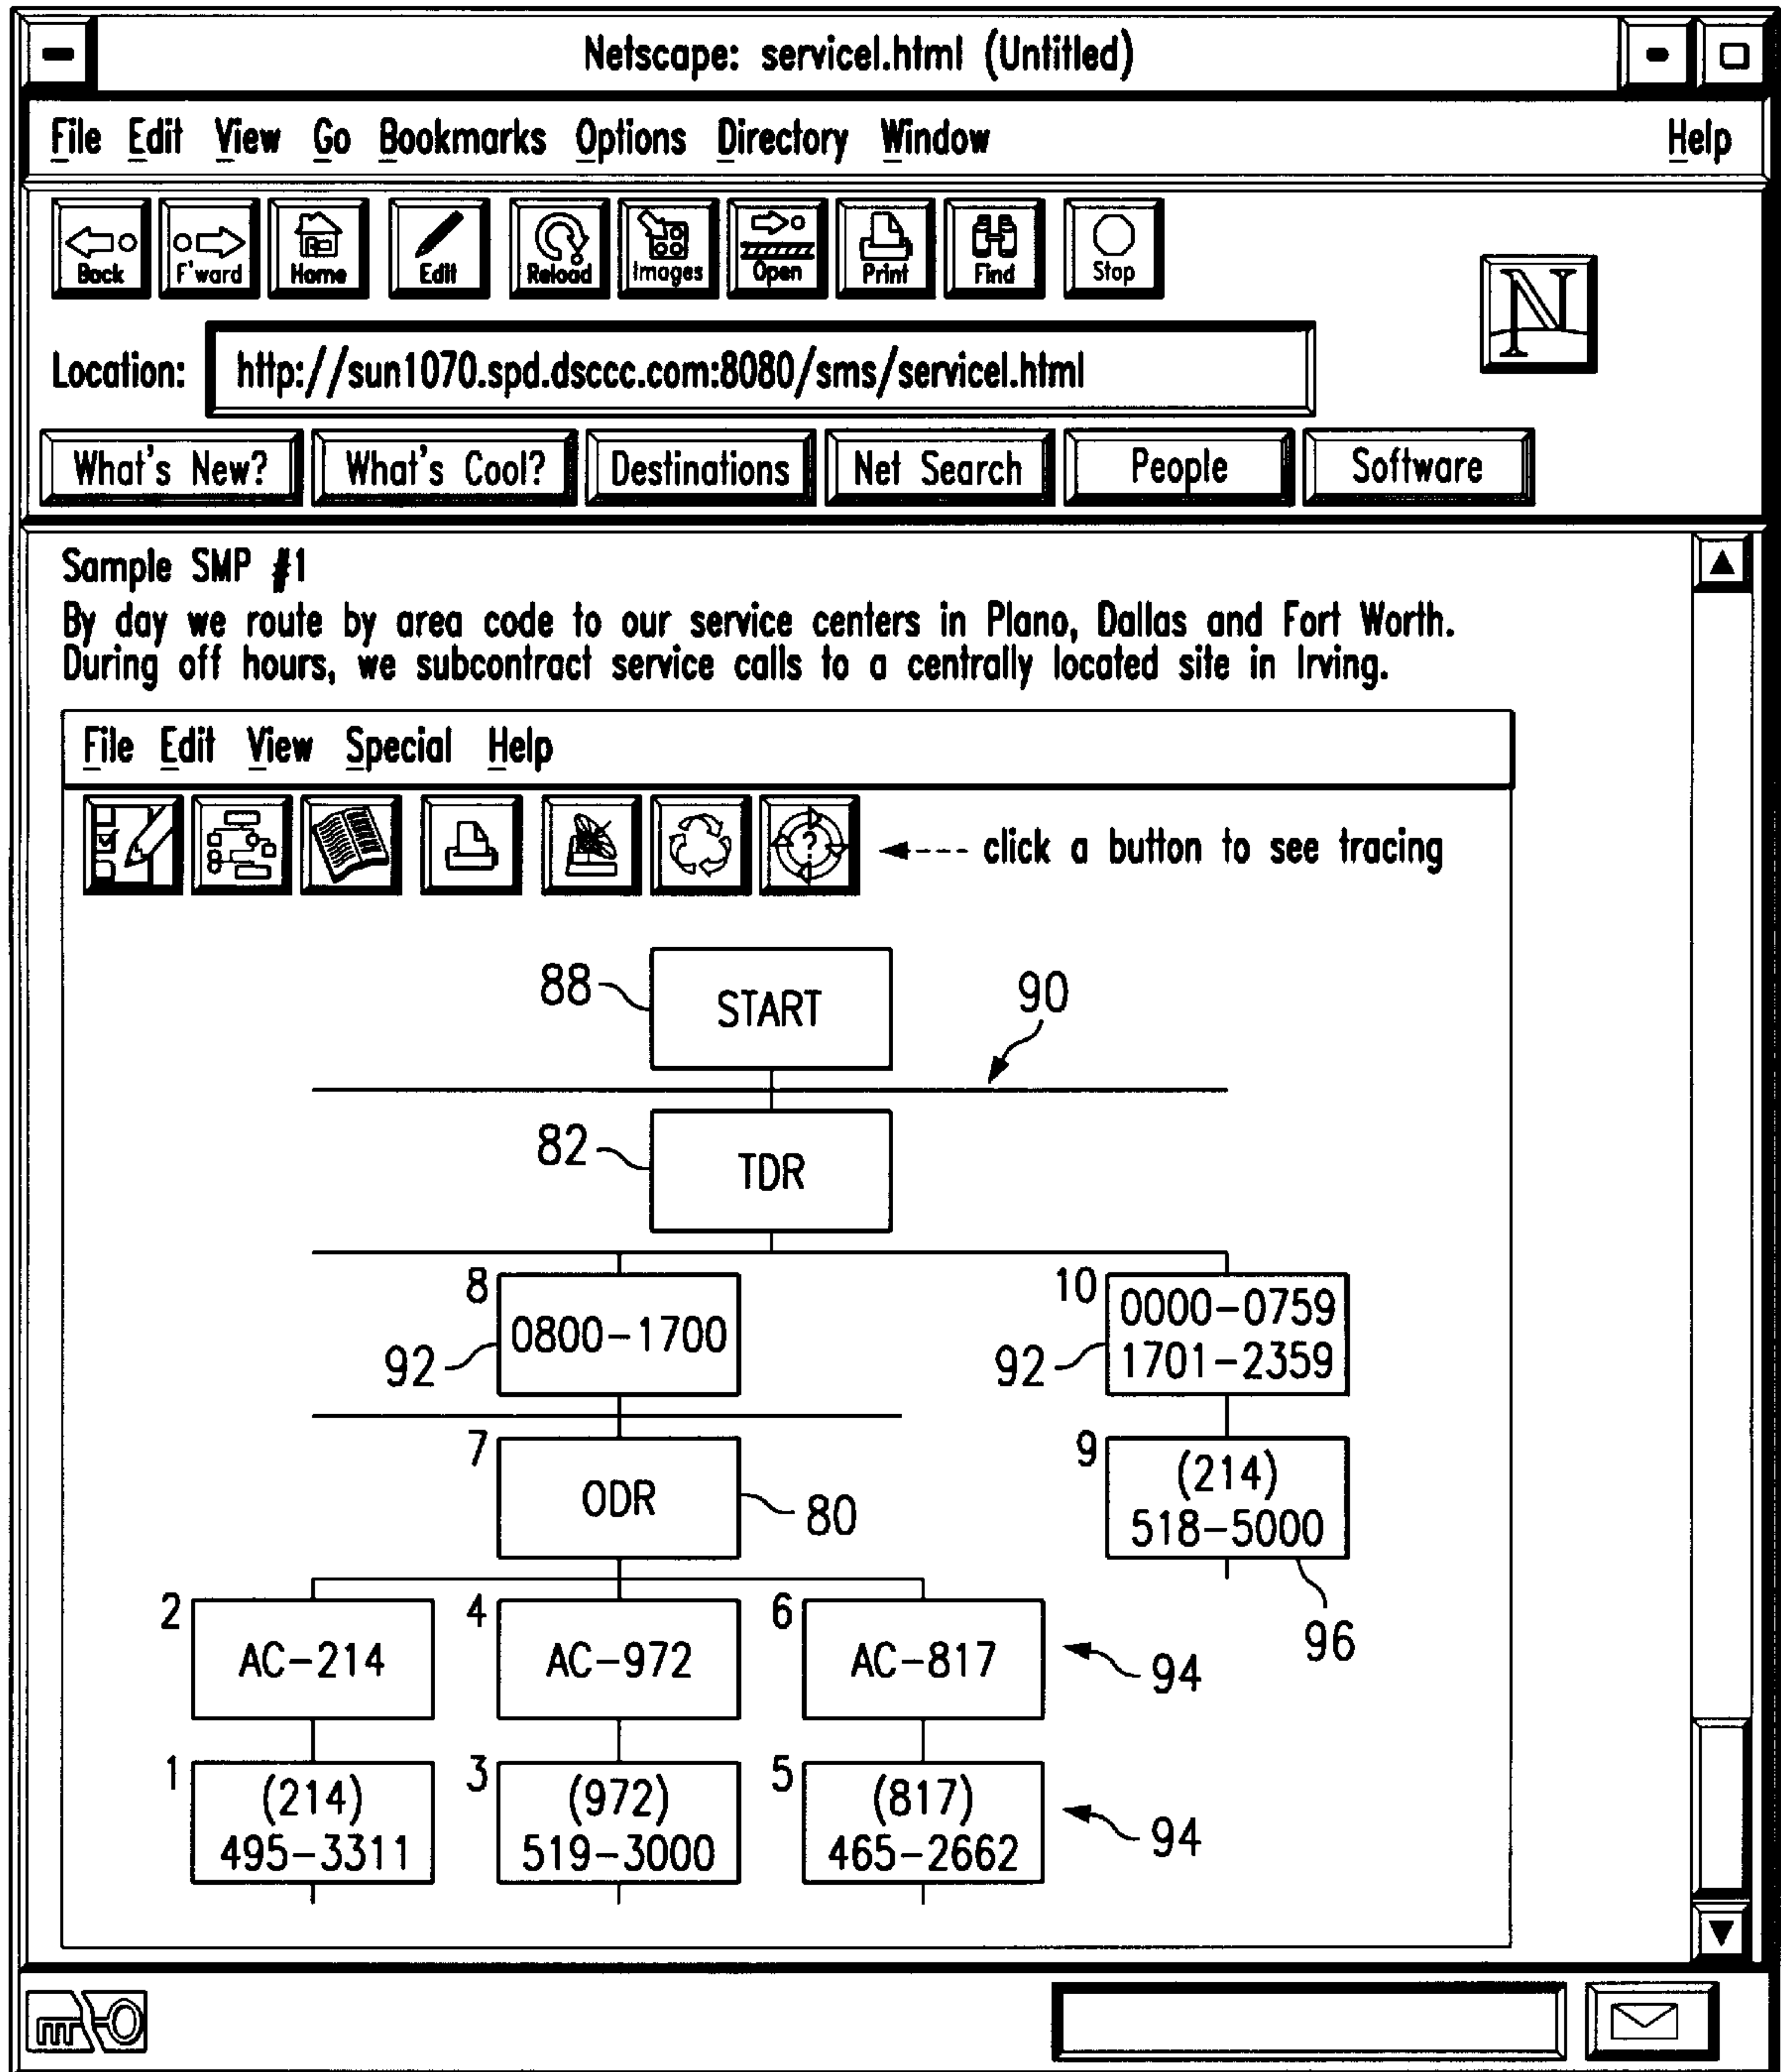 Netscape: servicel.html (Untitled)
File Edit View Go Bookmarks Options Directory Window Help
Back F'ward Home Edit Reload Images Open Print Find Stop
N
Location: http://sun1070.spd.dsccc.com:8080/sms/servicel.html
What's New? What's Cool? Destinations Net Search People Software
Sample SMP #1
By day we route by area code to our service centers in Plano, Dallas and Fort Worth.
During off hours, we subcontract service calls to a centrally located site in Irving.
File Edit View Special Help
? click a button to see tracing
88 START 90
82 TDR
8 10
0800-1700 0000-0759
92 92 1701-2359
7 9 (214)
ODR 80 518-5000
2 4 6 96
AC-214 AC-972 AC-817 94
1 (214) 3 (972) 5 (817) 94
495-3311 519-3000 465-2662